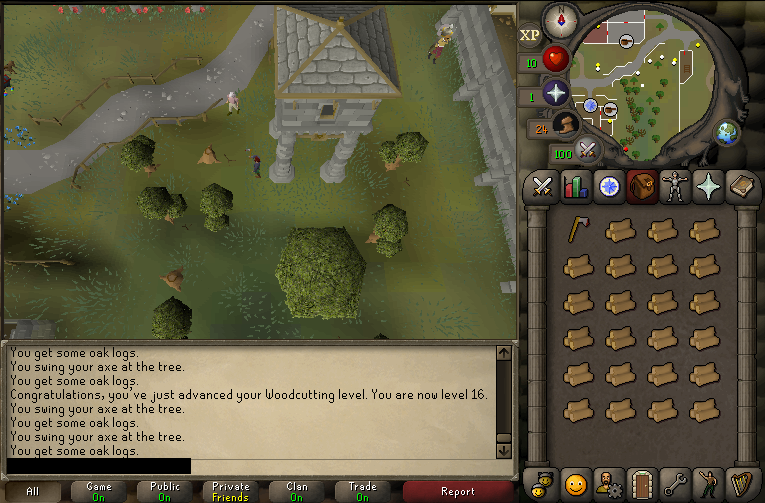 N
XP
10
1
24
100
You get some oak logs.
You swing your axe at the tree.
You get some oak logs.
Congratulations, you've just advanced your Woodcutting level. You are now level 16.
You swing your axe at the tree.
You get some oak logs.
You swing your axe at the tree.
You get some oak logs.
All
Game
On
Public
On
Private
Friends
Clan
On
Trade
On
Report